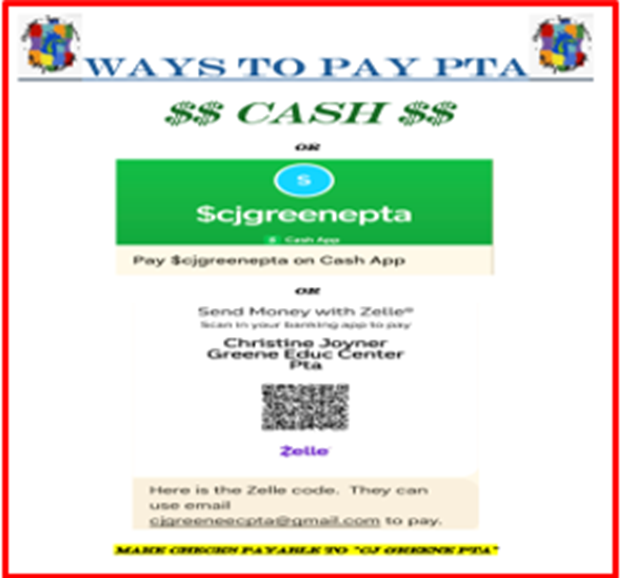 WAYS TO PAY PTA
$$ CASH $$
OR
S
$cjgreenepta
$ Cash App
Pay $cjgreenepta on Cash App
OR
Send Money with Zelle®
Scan in your banking app to pay
Christine Joyner
Greene Educ Center
Pta
Zelle
Here is the Zelle code. They can
use email
cjgreeneecpta@gmail.com to pay.
MAKE CHECKS PAYABLE TO "CJ GREENE PTA"